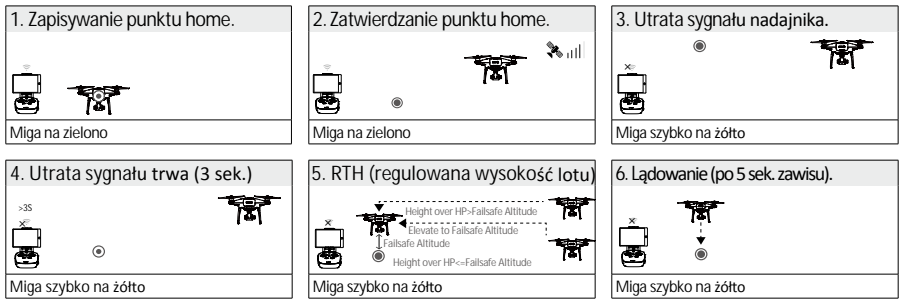 1. Zapisywanie punktu home.
Miga na zielono
2. Zatwierdzanie punktu home.
Miga na zielono
3. Utrata sygnału nadajnika.
Miga szybko na żółto
4. Utrata sygnału trwa (3 sek.)
>3S
Miga szybko na żółto
5. RTH (regulowana wysokość lotu)
Height over HP>Failsafe Altitude
Elevate to Failsafe Altitude
Failsafe Altitude
Height over HP<=Failsafe Altitude
Miga szybko na żółto
6. Lądowanie (po 5 sek. zawisu).
Miga szybko na żółto